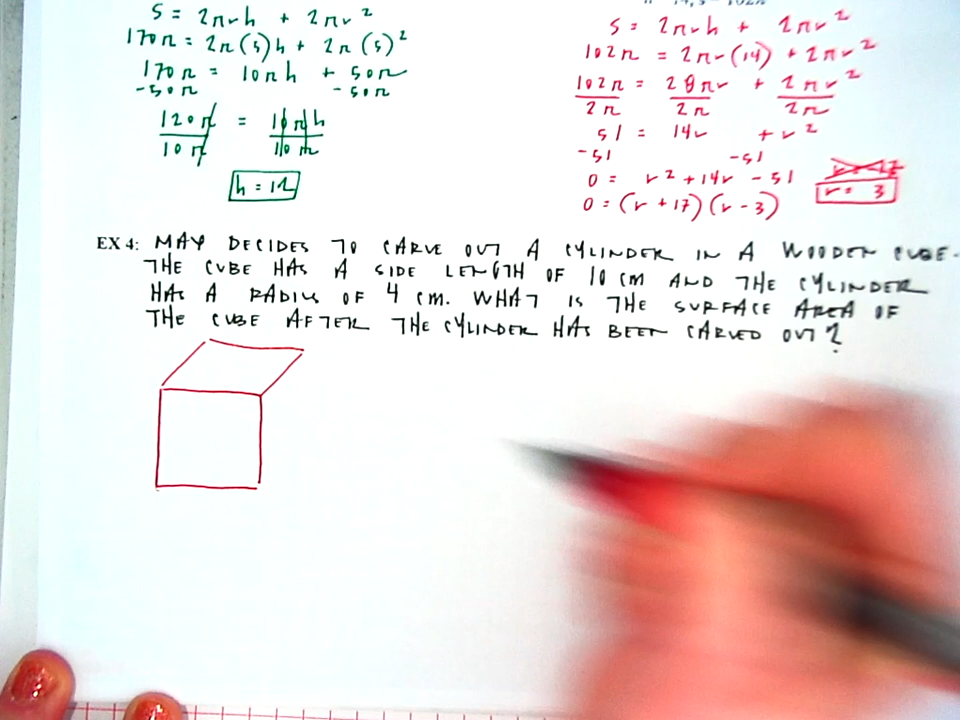 S = 2πrh + 2πr²
170π = 2π(5)h + 2π(5)²
170π = 10πh + 50π
-50π -50π
120π/10π = 10πh/10π
h = 12
S = 2πrh + 2πr²
102π = 2πr(14) + 2πr²
102π/2π = 28πr/2π + 2πr²/2π
51 = 14r + r²
-51 -51
0 = r² + 14r - 51
0 = (r + 17)(r - 3)
r = -17
r = 3
EX 4: MAY DECIDES TO CARVE OUT A CYLINDER IN A WOODEN CUBE.
THE CUBE HAS A SIDE LENGTH OF 10 CM AND THE CYLINDER
HAS A RADIUS OF 4 CM. WHAT IS THE SURFACE AREA OF
THE CUBE AFTER THE CYLINDER HAS BEEN CARVED OUT?